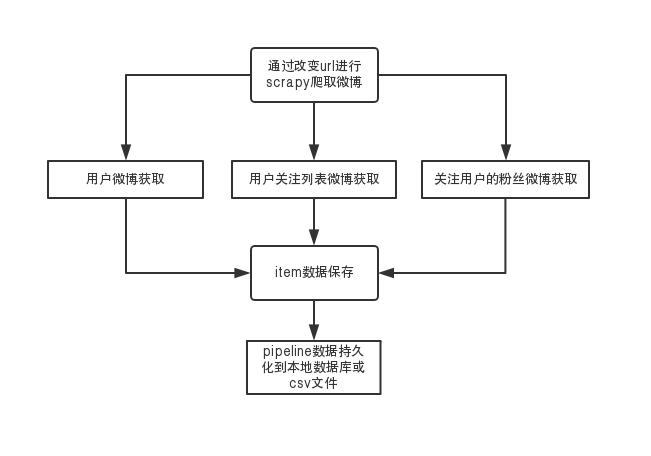 通过改变url进行
scrapy爬取微博
用户微博获取
用户关注列表微博获取
关注用户的粉丝微博获取
item数据保存
pipeline数据持久
化到本地数据库或
csv文件